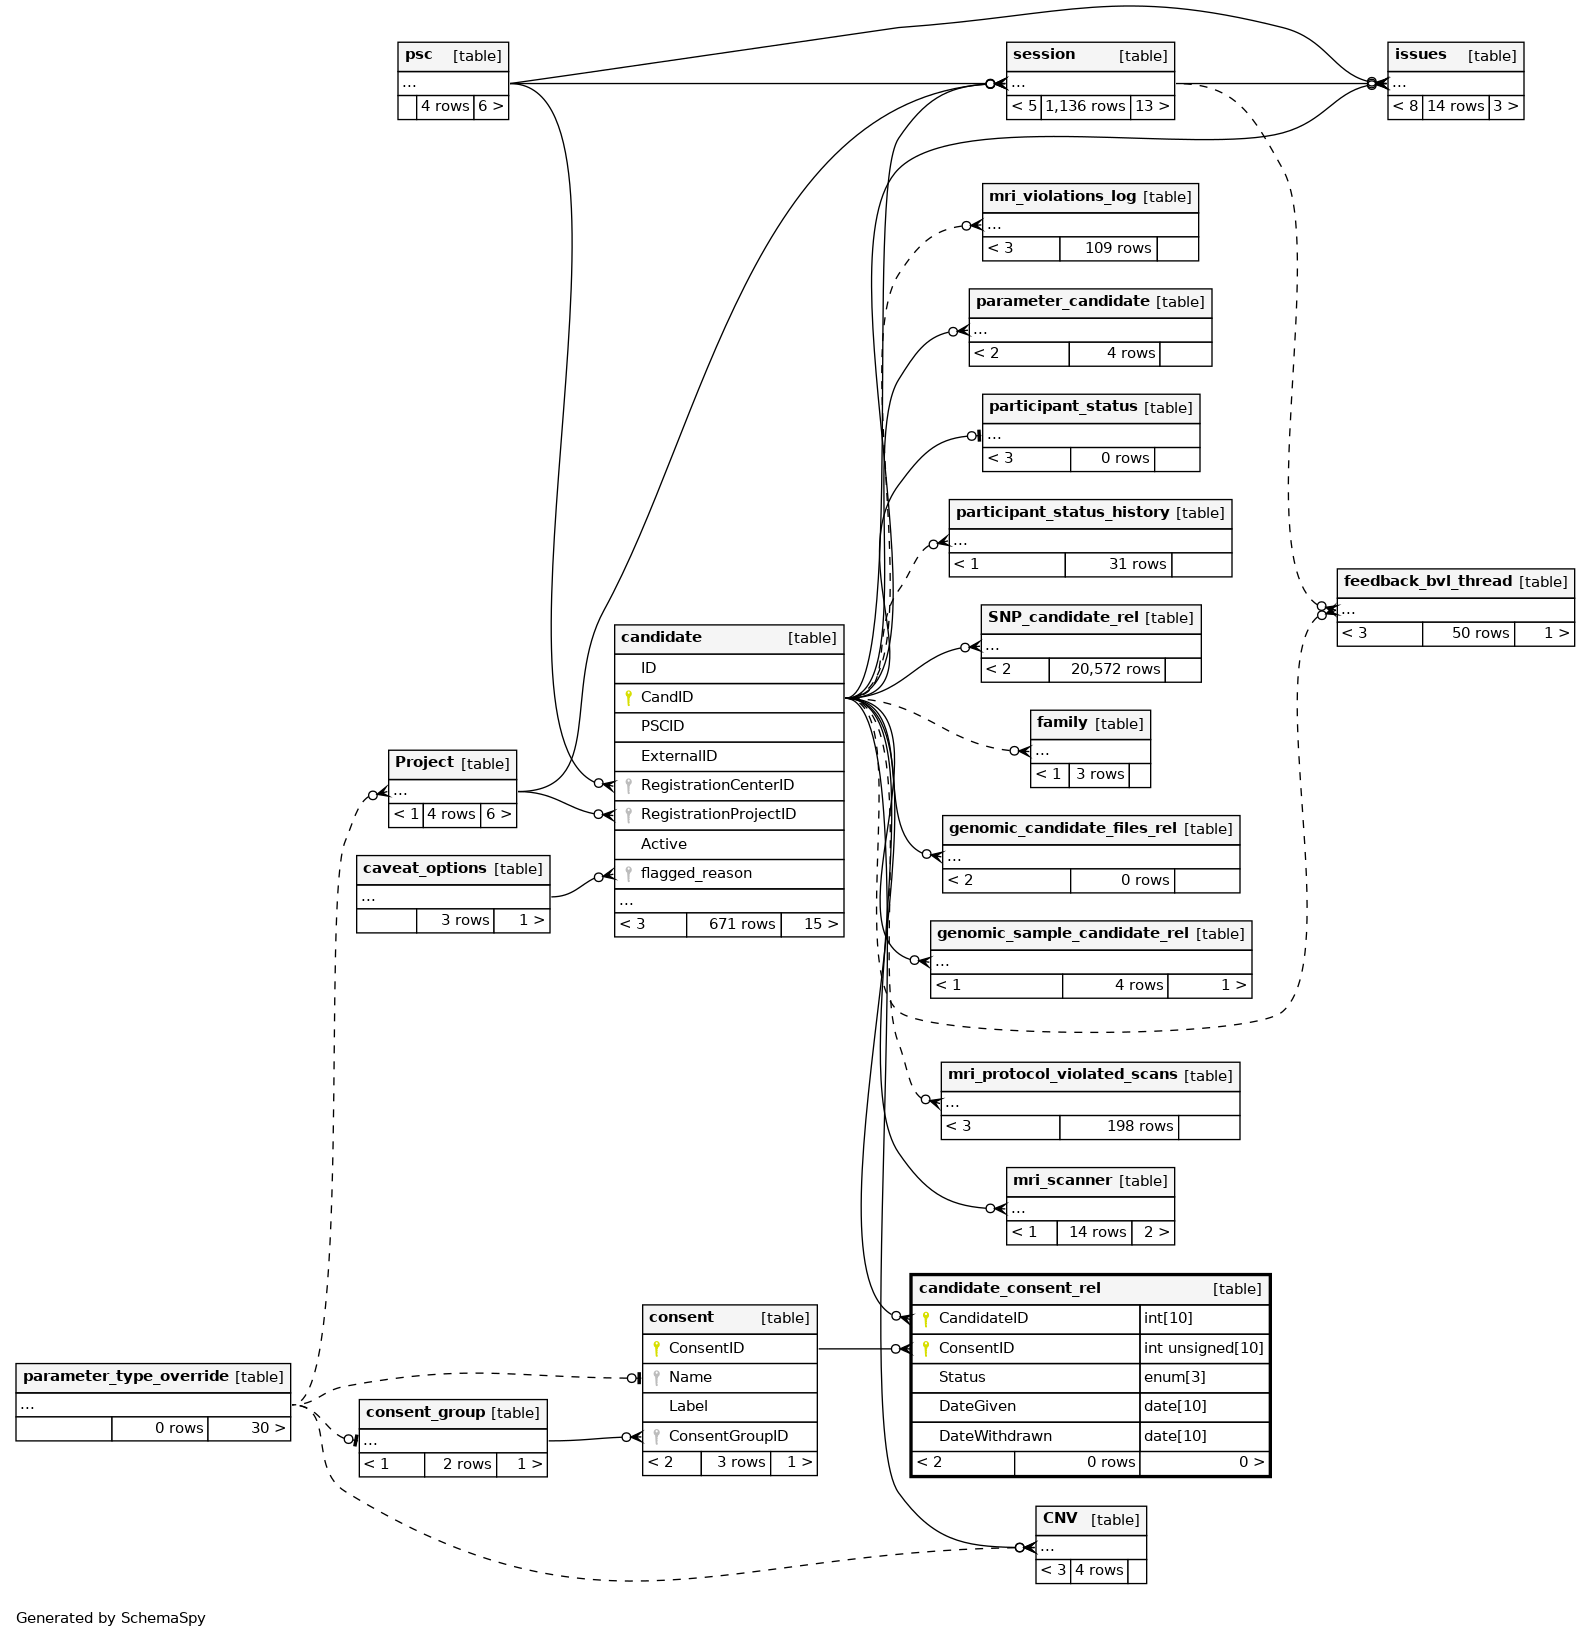 psc [table]
...
4 rows 6 >
session [table]
...
< 5 1,136 rows 13 >
issues [table]
...
< 8 14 rows 3 >
mri_violations_log [table]
...
< 3 109 rows
parameter_candidate [table]
...
< 2 4 rows
participant_status [table]
...
< 3 0 rows
participant_status_history [table]
...
< 1 31 rows
feedback_bvl_thread [table]
...
< 3 50 rows 1 >
SNP_candidate_rel [table]
...
< 2 20,572 rows
candidate [table]
ID
CandID
PSCID
ExternalID
RegistrationCenterID
RegistrationProjectID
Active
flagged_reason
...
< 3 671 rows 15 >
family [table]
...
< 1 3 rows
Project [table]
...
< 1 4 rows 6 >
genomic_candidate_files_rel [table]
...
< 2 0 rows
caveat_options [table]
...
3 rows 1 >
genomic_sample_candidate_rel [table]
...
< 1 4 rows 1 >
mri_protocol_violated_scans [table]
...
< 3 198 rows
mri_scanner [table]
...
< 1 14 rows 2 >
candidate_consent_rel [table]
CandidateID int[10]
ConsentID int unsigned[10]
Status enum[3]
DateGiven date[10]
DateWithdrawn date[10]
< 2 0 rows 0 >
consent [table]
ConsentID
Name
Label
ConsentGroupID
< 2 3 rows 1 >
parameter_type_override [table]
...
0 rows 30 >
consent_group [table]
...
< 1 2 rows 1 >
CNV [table]
...
< 3 4 rows
Generated by SchemaSpy